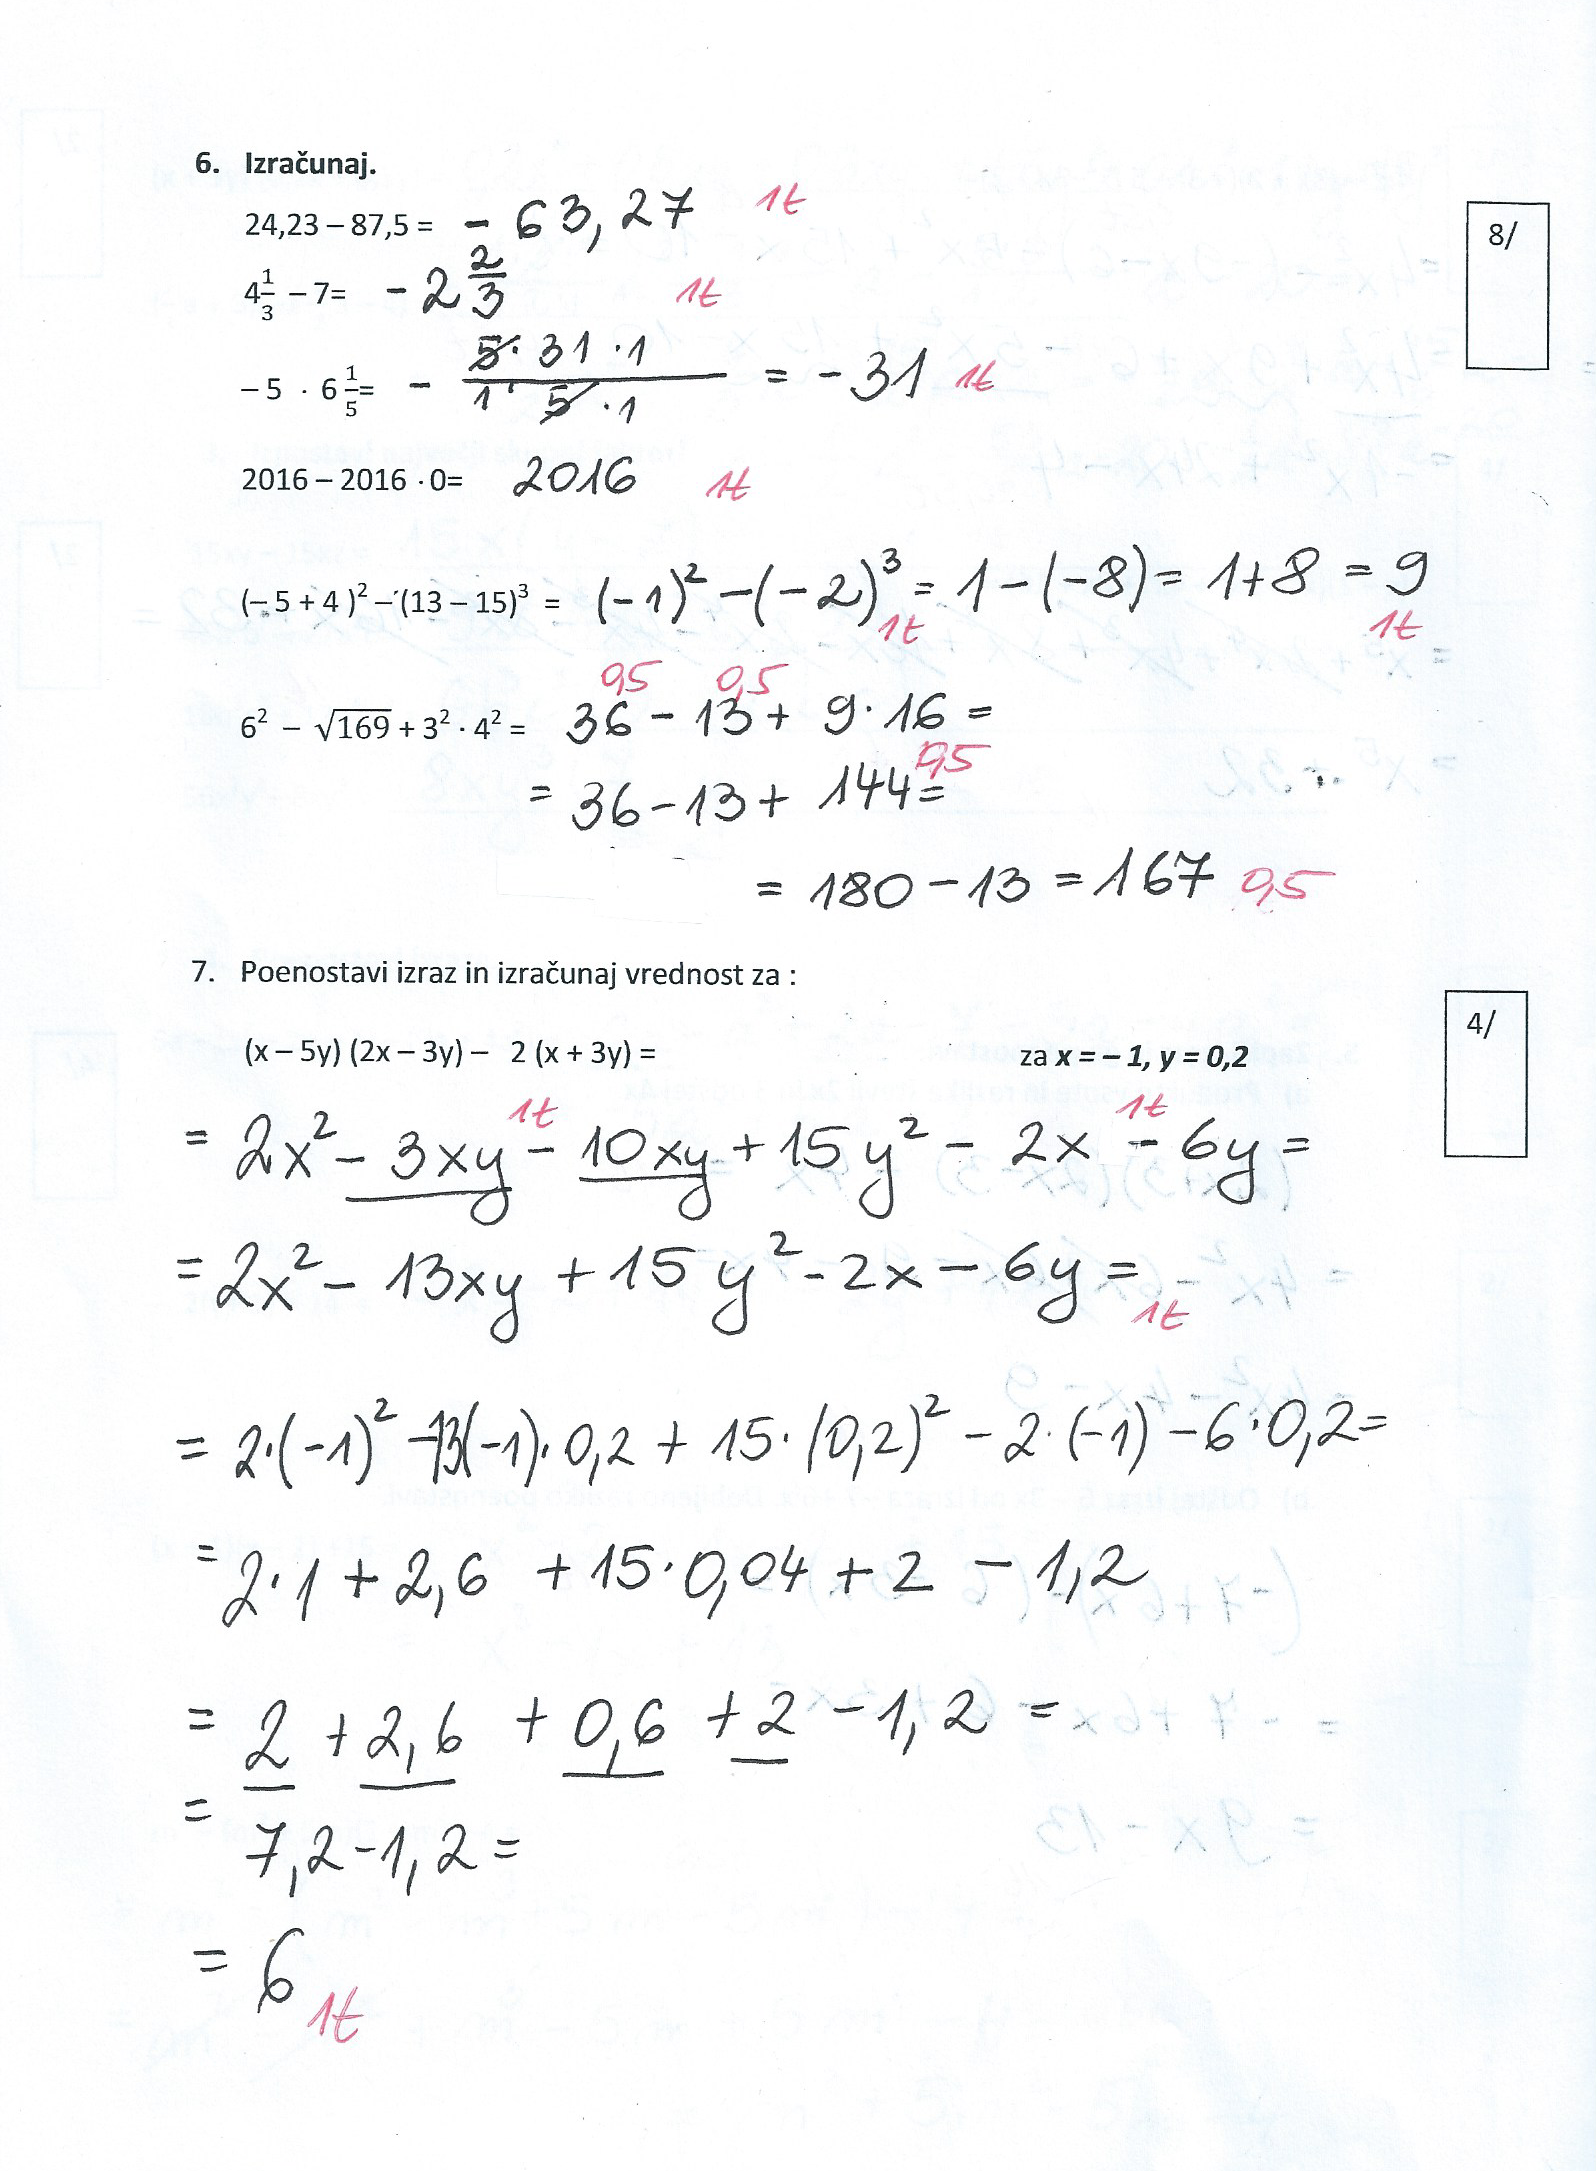 6. Izračunaj.
24,23 – 87,5 = - 63,27 1t
8/
4 1/3 – 7= - 2 2/3 1t
– 5 · 6 1/5= - 5· 31 ·1 / 1· 5 ·1 = -31 1t
2016 – 2016 · 0= 2016 1t
(– 5 + 4 )² – (13 – 15)³ = (-1)² -(-2)³ = 1-(-8)= 1+8 = 9
1t 1t
0,5 0,5
6² – √169 + 3² · 4² = 36 - 13 + 9·16 =
0,5
= 36-13+ 144=
= 180-13 = 167 0,5
7. Poenostavi izraz in izračunaj vrednost za :
4/
(x – 5y) (2x – 3y) – 2 (x + 3y) = za x = – 1, y = 0,2
1t 1t
= 2x² - 3xy - 10xy + 15y² - 2x - 6y =
= 2x² - 13xy + 15y² - 2x - 6y =
1t
= 2·(-1)² -13(-1)·0,2 + 15·(0,2)² - 2·(-1) - 6·0,2=
= 2·1 + 2,6 + 15·0,04 + 2 - 1,2
= 2 + 2,6 + 0,6 + 2 - 1,2 =
= 7,2-1,2 =
= 6
1t